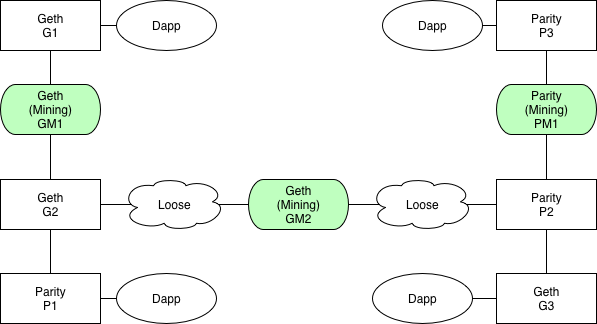 Geth
G1
Dapp
Dapp
Parity
P3
Geth
(Mining)
GM1
Parity
(Mining)
PM1
Geth
G2
Loose
Geth
(Mining)
GM2
Loose
Parity
P2
Parity
P1
Dapp
Dapp
Geth
G3